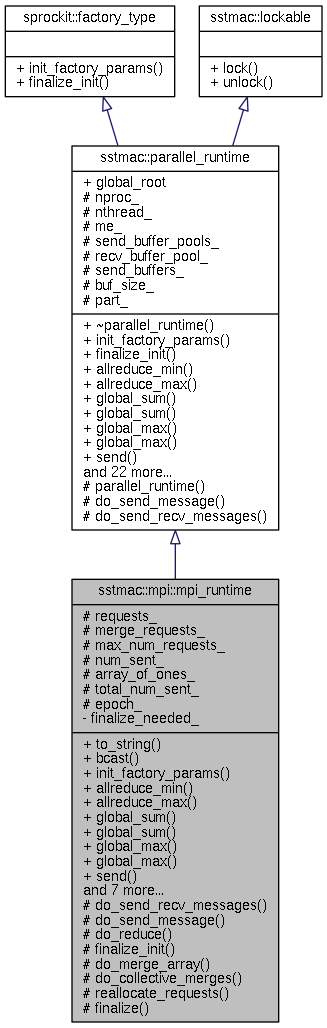 sprockit::factory_type
+ init_factory_params()
+ finalize_init()
sstmac::lockable
+ lock()
+ unlock()
sstmac::parallel_runtime
+ global_root
# nproc_
# nthread_
# me_
# send_buffer_pools_
# recv_buffer_pool_
# send_buffers_
# buf_size_
# part_
+ ~parallel_runtime()
+ init_factory_params()
+ finalize_init()
+ allreduce_min()
+ allreduce_max()
+ global_sum()
+ global_sum()
+ global_max()
+ global_max()
+ send()
and 22 more...
# parallel_runtime()
# do_send_message()
# do_send_recv_messages()
sstmac::mpi::mpi_runtime
# requests_
# merge_requests_
# max_num_requests_
# num_sent_
# array_of_ones_
# total_num_sent_
# epoch_
- finalize_needed_
+ to_string()
+ bcast()
+ init_factory_params()
+ allreduce_min()
+ allreduce_max()
+ global_sum()
+ global_sum()
+ global_max()
+ global_max()
+ send()
and 7 more...
# do_send_recv_messages()
# do_send_message()
# do_reduce()
# finalize_init()
# do_merge_array()
# do_collective_merges()
# reallocate_requests()
# finalize()